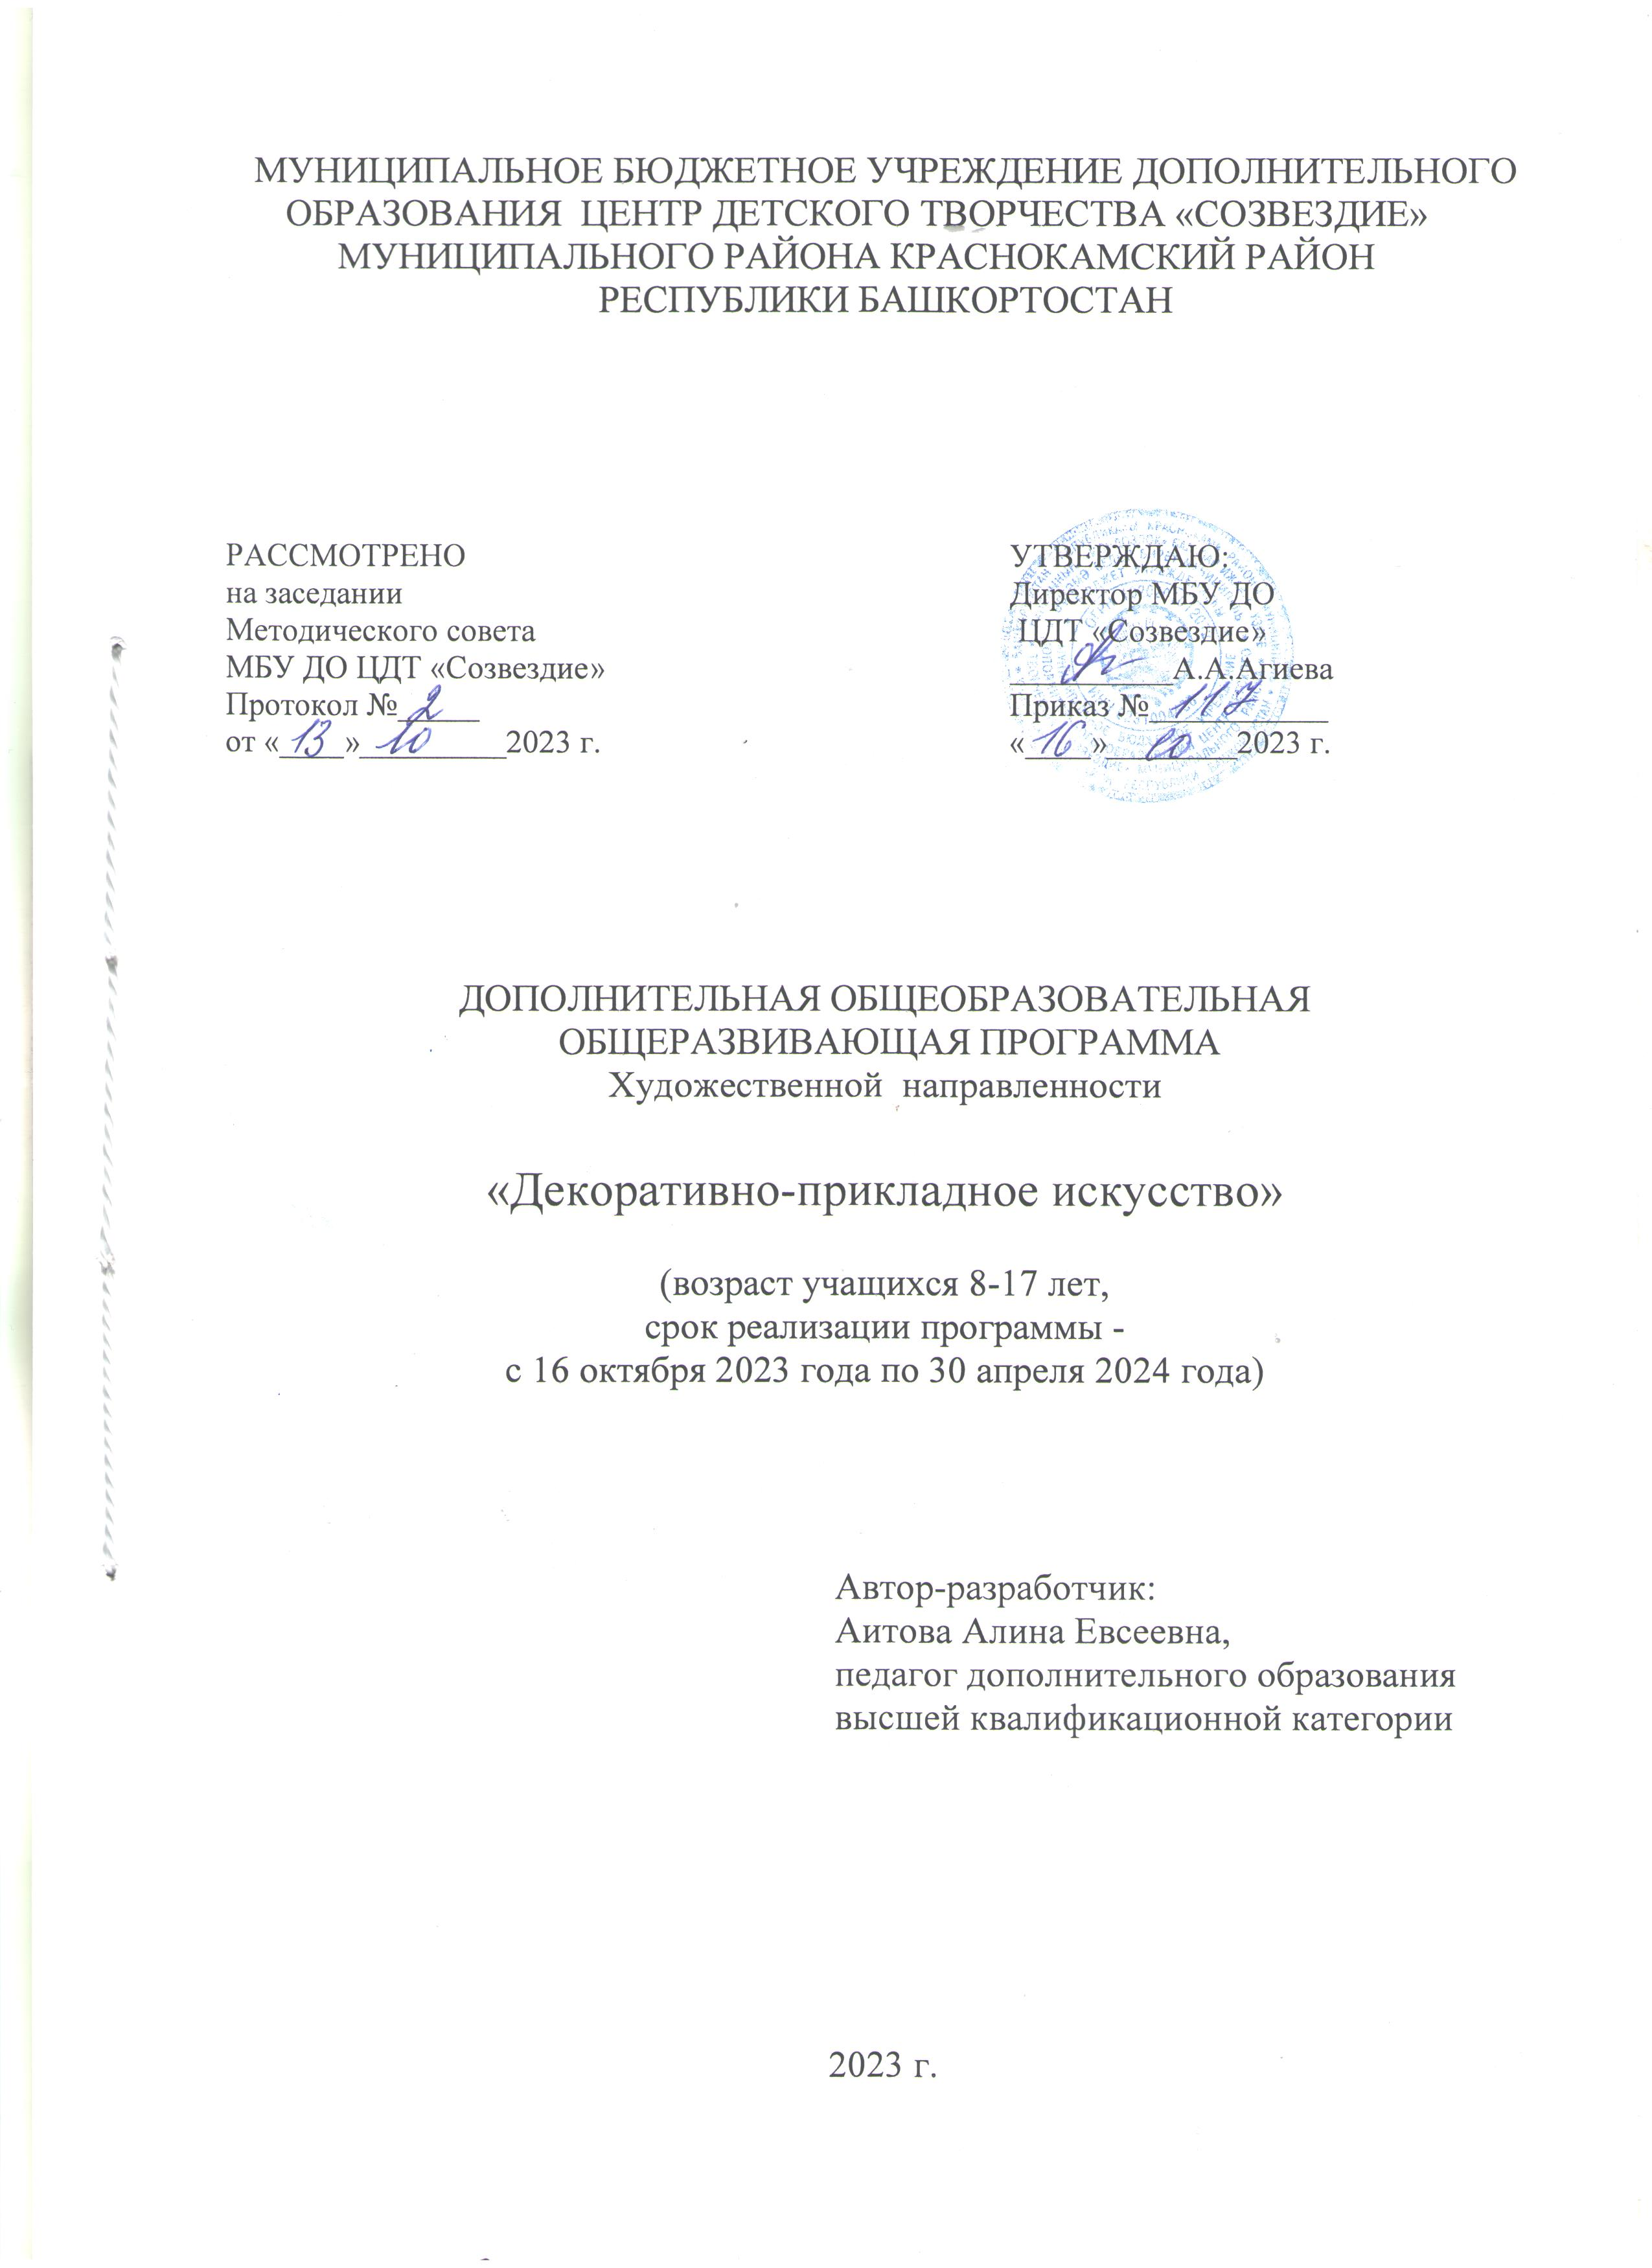 МУНИЦИПАЛЬНОЕ БЮДЖЕТНОЕ УЧРЕЖДЕНИЕ ДОПОЛНИТЕЛЬНОГО
ОБРАЗОВАНИЯ ЦЕНТР ДЕТСКОГО ТВОРЧЕСТВА «СОЗВЕЗДИЕ»
МУНИЦИПАЛЬНОГО РАЙОНА КРАСНОКАМСКИЙ РАЙОН
РЕСПУБЛИКИ БАШКОРТОСТАН
РАССМОТРЕНО
на заседании
Методического совета
МБУ ДО ЦДТ «Созвездие»
Протокол № 2
от «13» 10 2023 г.
УТВЕРЖДАЮ:
Директор МБУ ДО
ЦДТ «Созвездие»
А.А.Агиева
Приказ № 117
«16» 10 2023 г.
ДОПОЛНИТЕЛЬНАЯ ОБЩЕОБРАЗОВАТЕЛЬНАЯ
ОБЩЕРАЗВИВАЮЩАЯ ПРОГРАММА
Художественной направленности
«Декоративно-прикладное искусство»
(возраст учащихся 8-17 лет,
срок реализации программы -
с 16 октября 2023 года по 30 апреля 2024 года)
Автор-разработчик:
Аитова Алина Евсеевна,
педагог дополнительного образования
высшей квалификационной категории
2023 г.